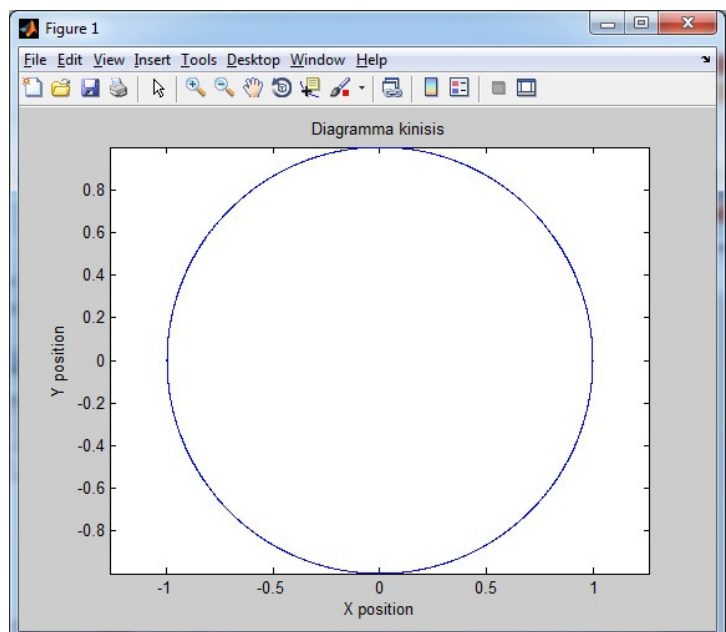 Figure 1
File Edit View Insert Tools Desktop Window Help
Diagramma kinisis
0.8
0.6
0.4
0.2
0
-0.2
-0.4
-0.6
-0.8
Y position
-1 -0.5 0 0.5 1
X position